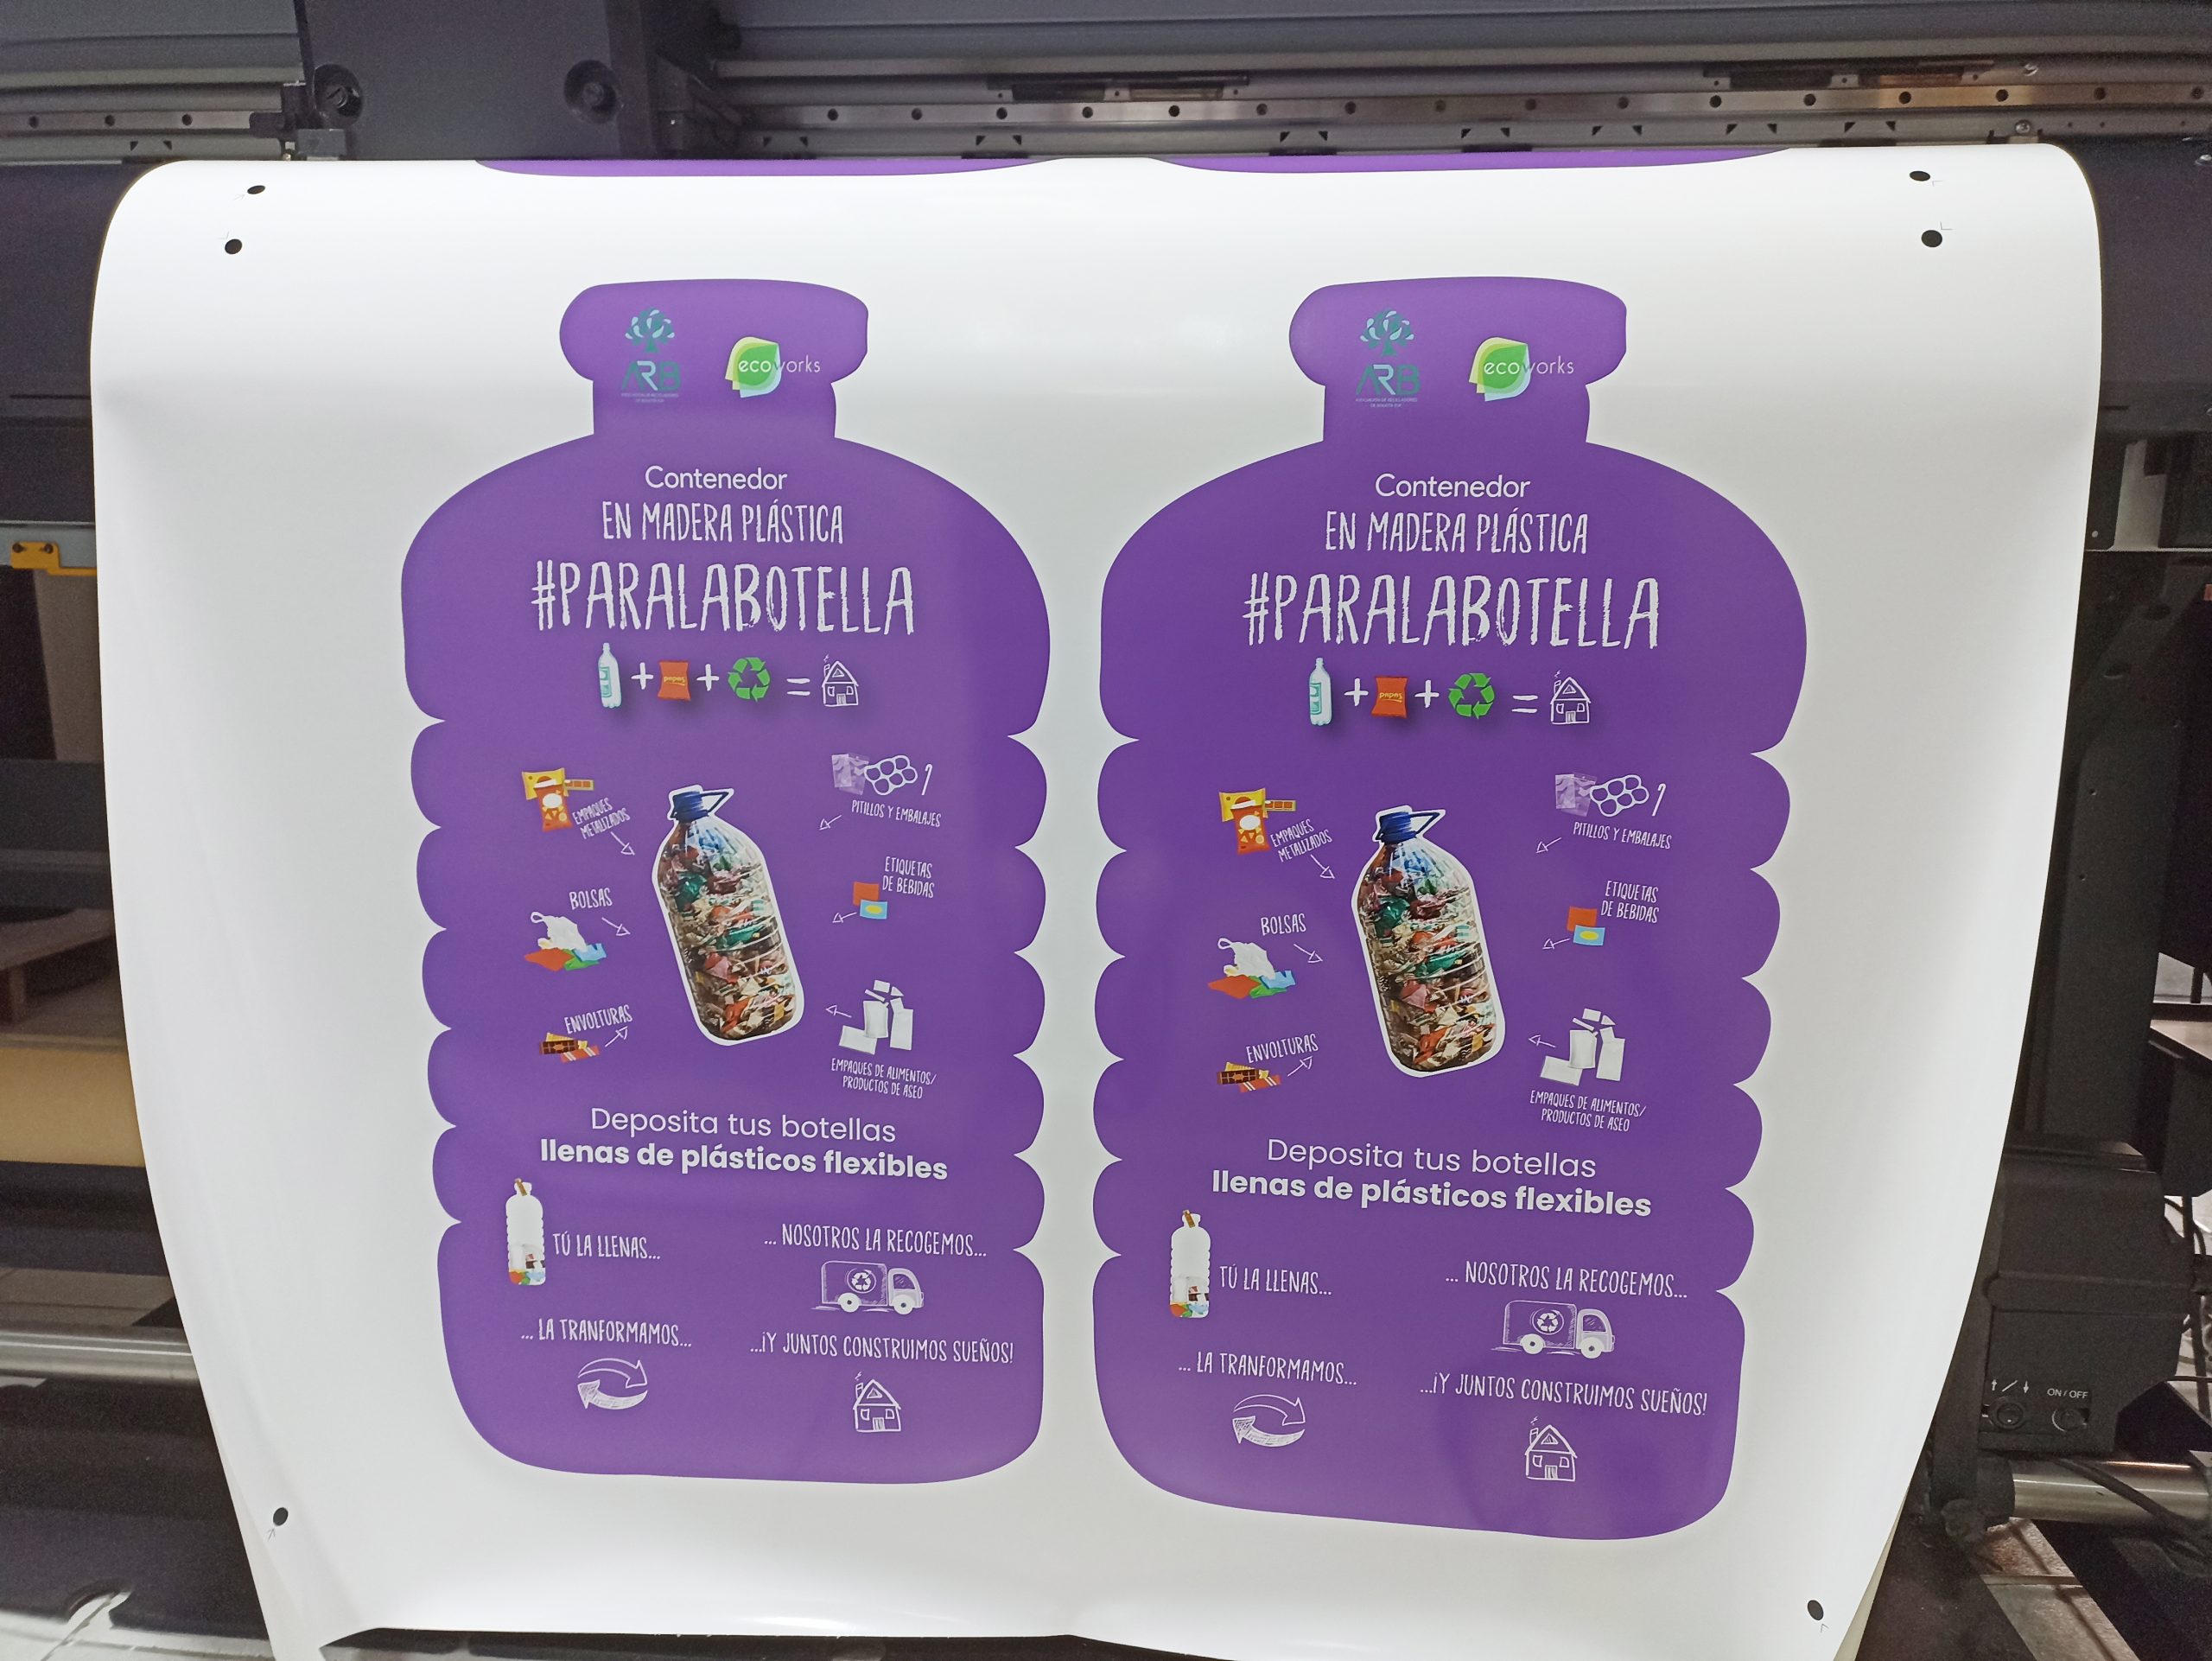 ARB
ecoworks
Contenedor
EN MADERA PLÁSTICA
#PARALABOTELLA
EMPAQUES
METALIZADOS
PITILLOS Y EMBALAJES
ETIQUETAS
DE BEBIDAS
BOLSAS
ENVOLTURAS
EMPAQUES DE ALIMENTOS/
PRODUCTOS DE ASEO
Deposita tus botellas
llenas de plásticos flexibles
TÚ LA LLENAS...
... NOSOTROS LA RECOGEMOS...
... LA TRANFORMAMOS...
...¡Y JUNTOS CONSTRUIMOS SUEÑOS!
ARB
ecoworks
Contenedor
EN MADERA PLÁSTICA
#PARALABOTELLA
EMPAQUES
METALIZADOS
PITILLOS Y EMBALAJES
ETIQUETAS
DE BEBIDAS
BOLSAS
ENVOLTURAS
EMPAQUES DE ALIMENTOS/
PRODUCTOS DE ASEO
Deposita tus botellas
llenas de plásticos flexibles
TÚ LA LLENAS...
... NOSOTROS LA RECOGEMOS...
... LA TRANFORMAMOS...
...¡Y JUNTOS CONSTRUIMOS SUEÑOS!
ON/OFF